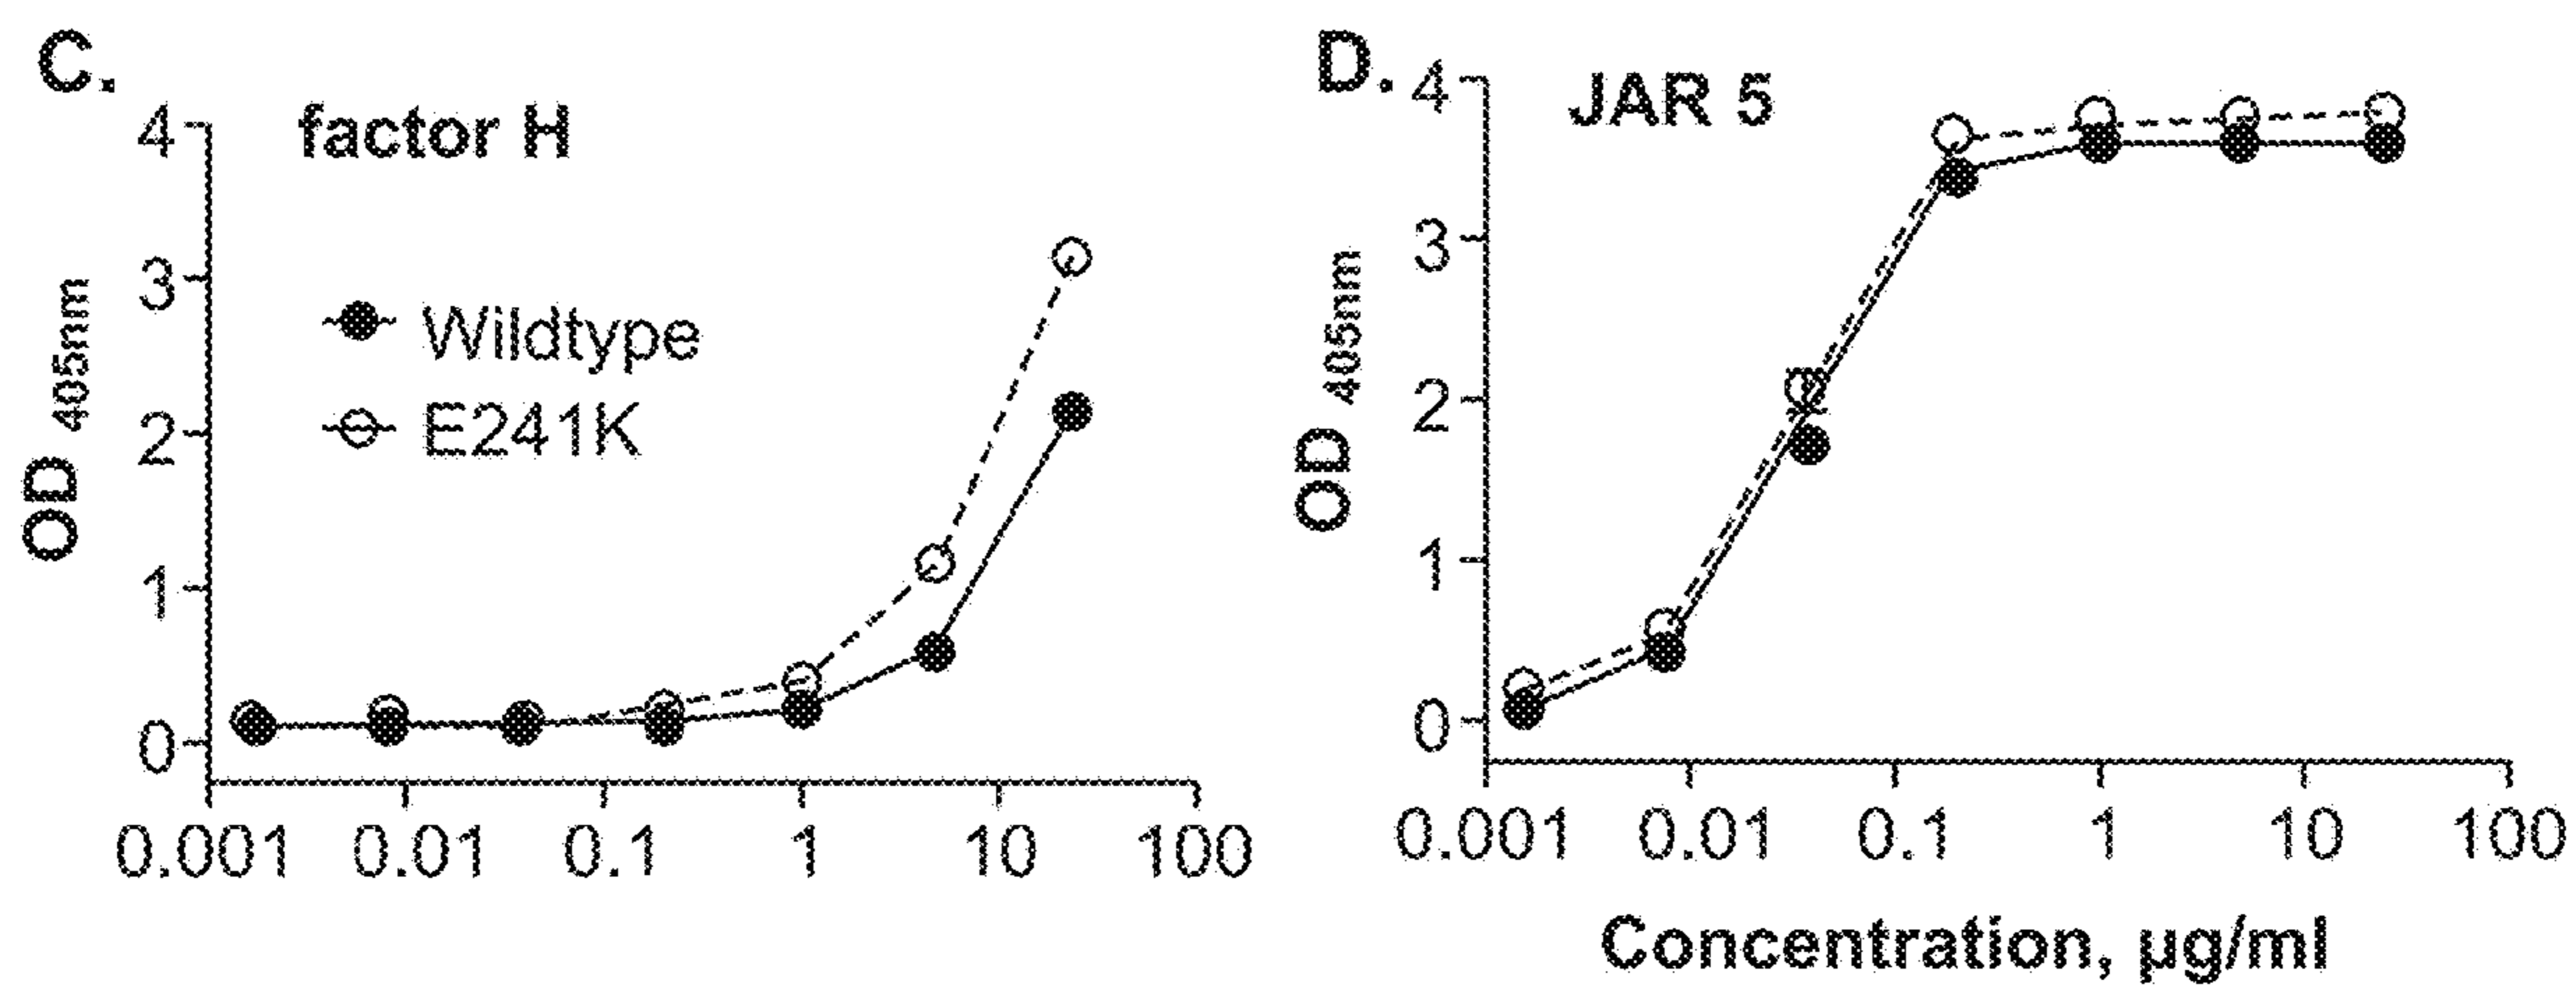 C.
factor H
4
3
2
1
0
OD 405nm
Wildtype
E241K
0.001 0.01 0.1 1 10 100
D.
JAR 5
4
3
2
1
0
OD 405nm
0.001 0.01 0.1 1 10 100
Concentration, µg/ml